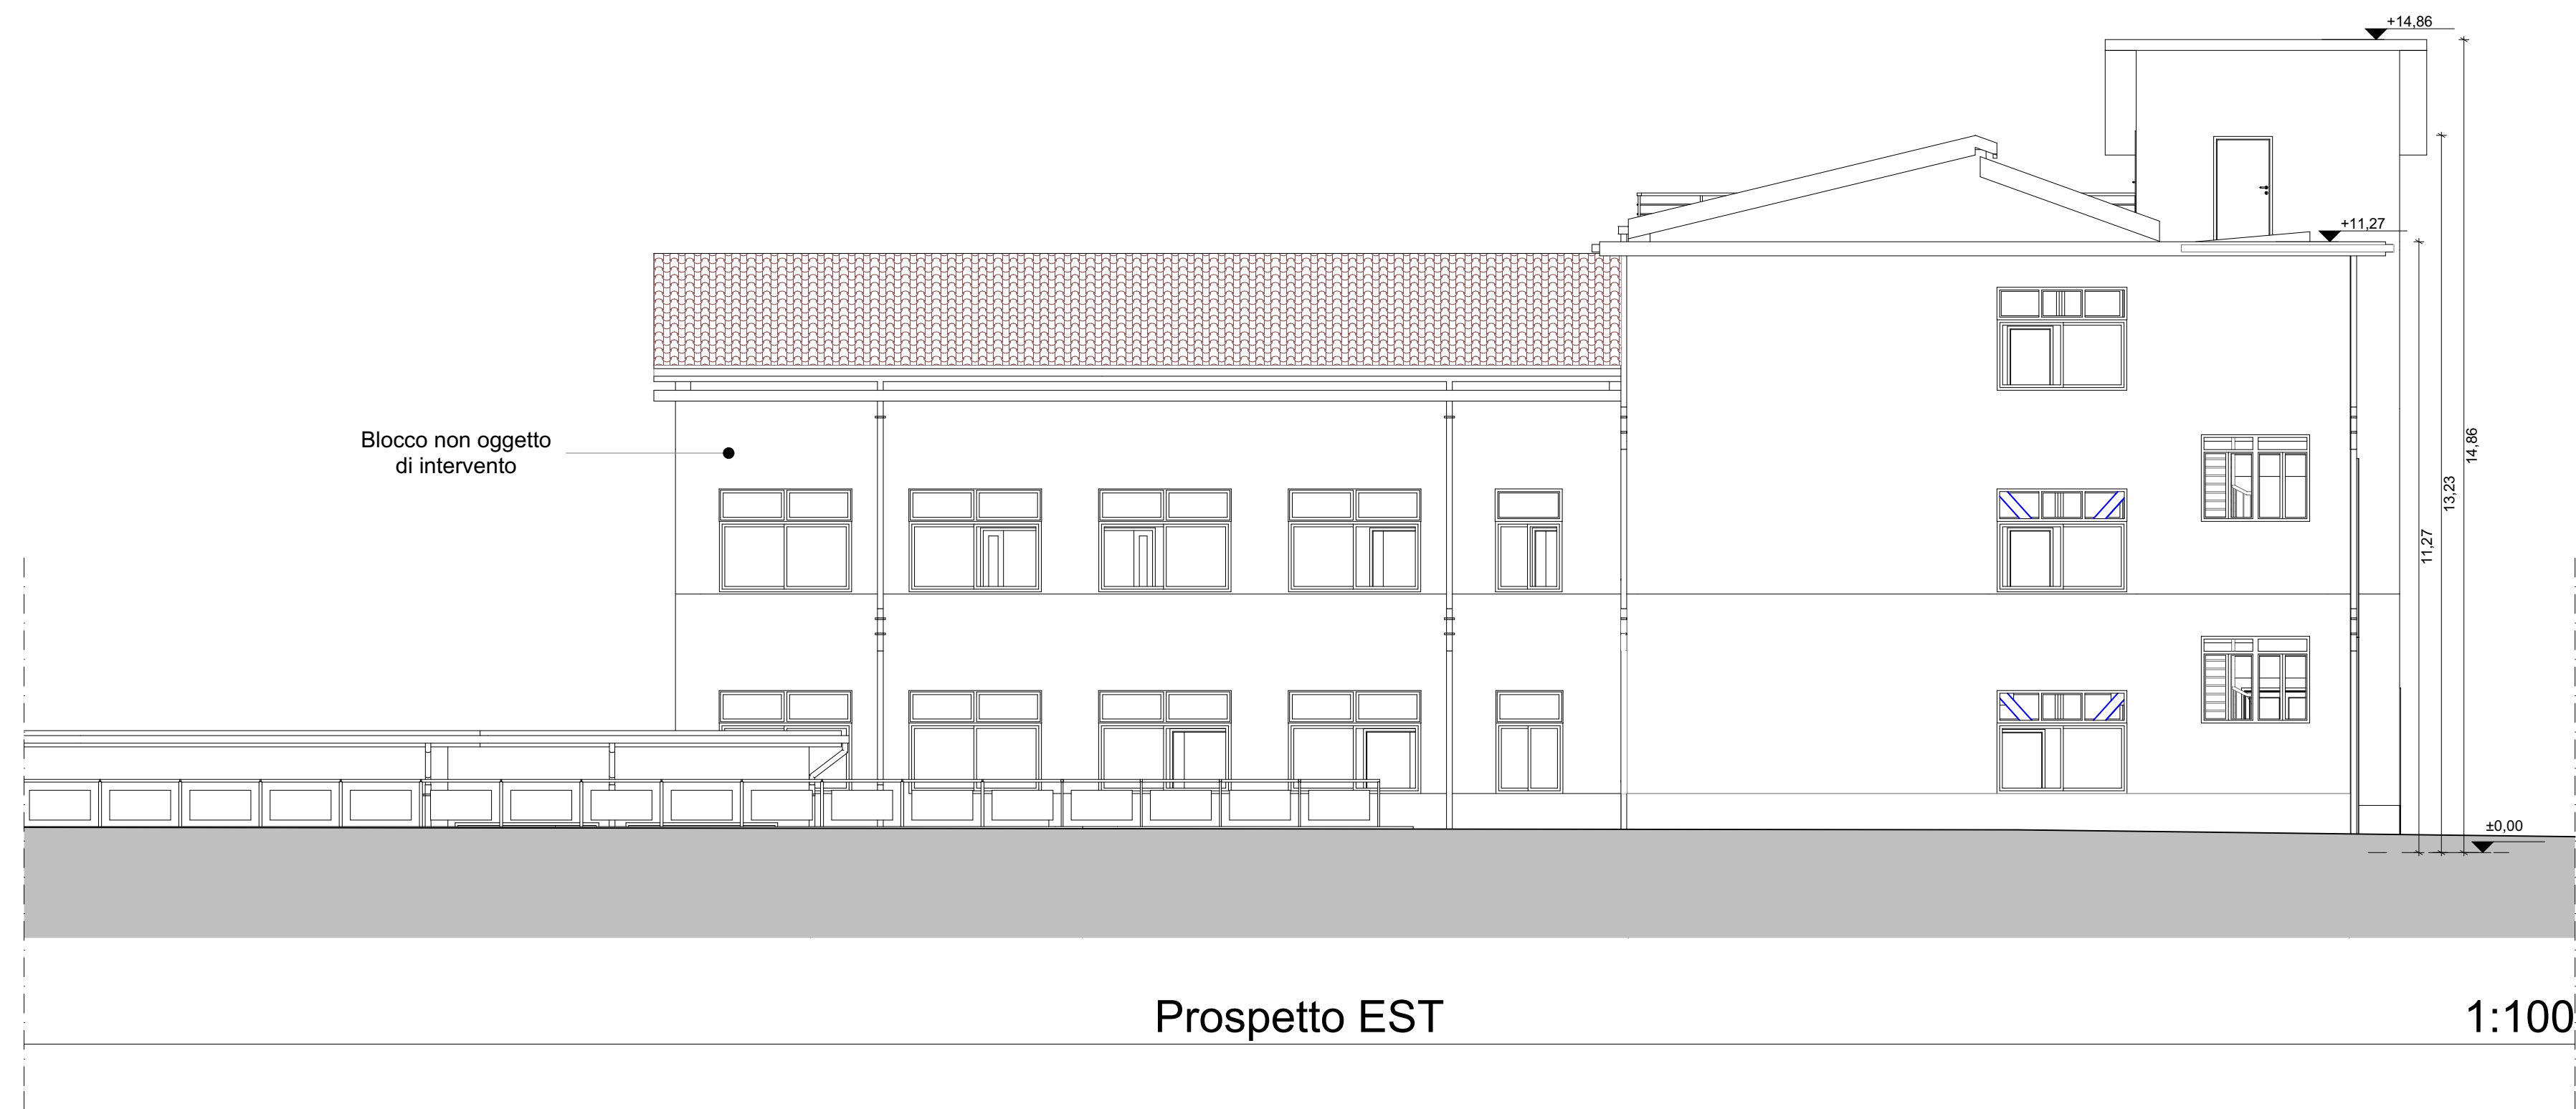 +14,86
+11,27
Blocco non oggetto
di intervento
14,86
13,23
11,27
±0,00
Prospetto EST
1:100